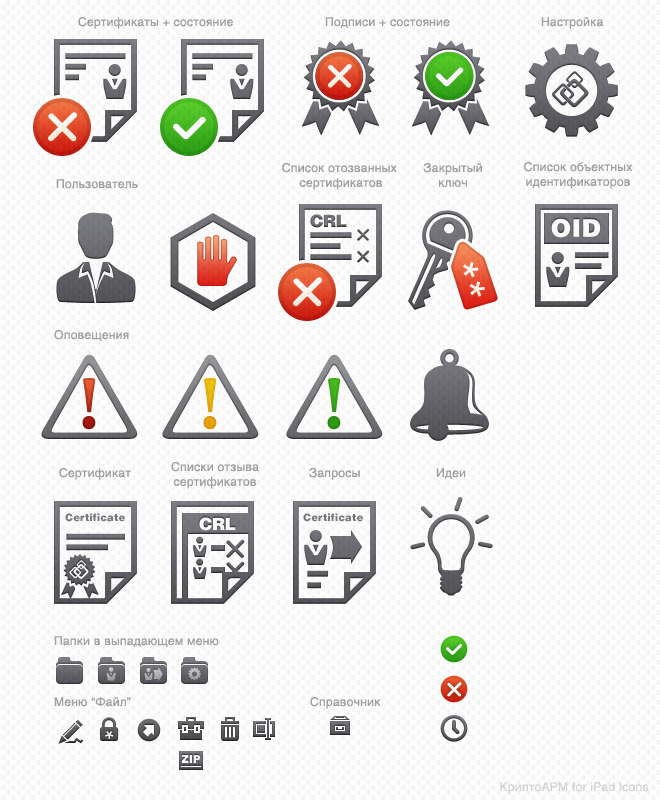 Сертификаты + состояние
Подписи + состояние
Настройка
Пользователь
Список отозванных
сертификатов
Закрытый
ключ
Список объектных
идентификаторов
CRL
**
OID
Оповещения
Сертификат
Списки отзыва
сертификатов
Запросы
Идеи
Certificate
CRL
Certificate
Папки в выпадающем меню
Меню “Файл”
Справочник
ZIP
КриптоАРМ for iPad Icons